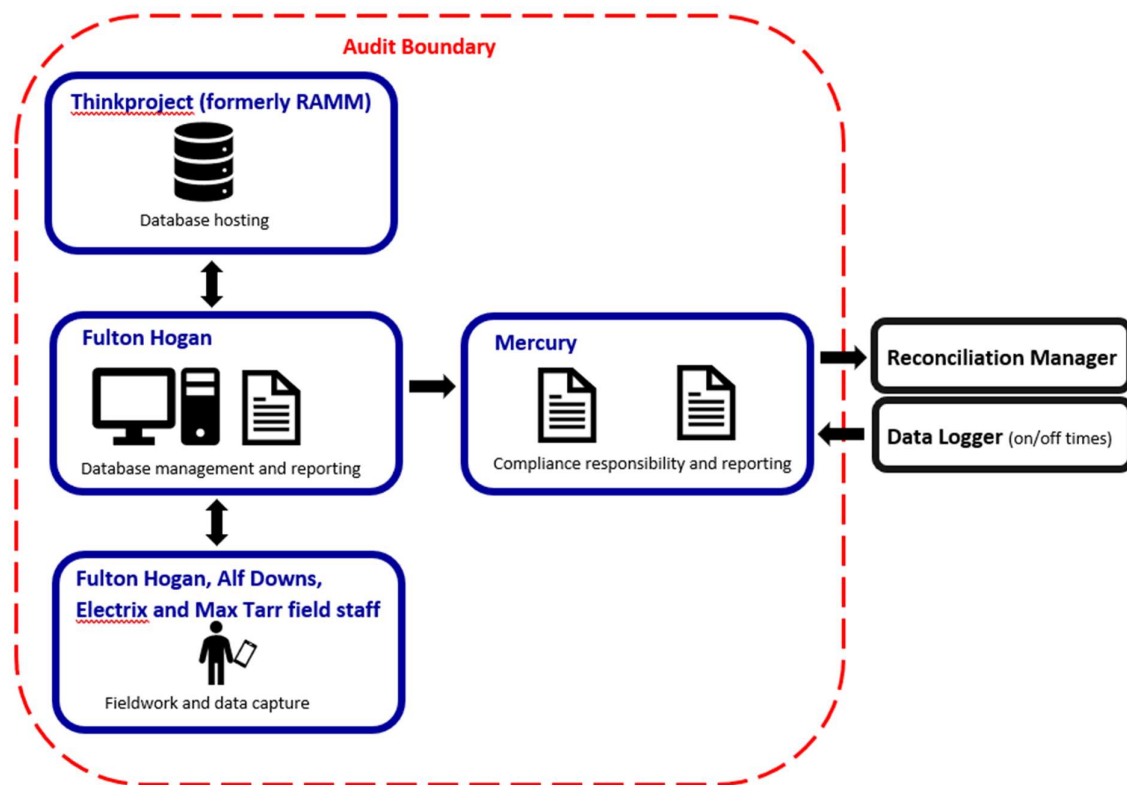 Audit Boundary
Thinkproject (formerly RAMM)
Database hosting
Fulton Hogan
Database management and reporting
Mercury
Compliance responsibility and reporting
Reconciliation Manager
Data Logger (on/off times)
Fulton Hogan, Alf Downs,
Electrix and Max Tarr field staff
Fieldwork and data capture